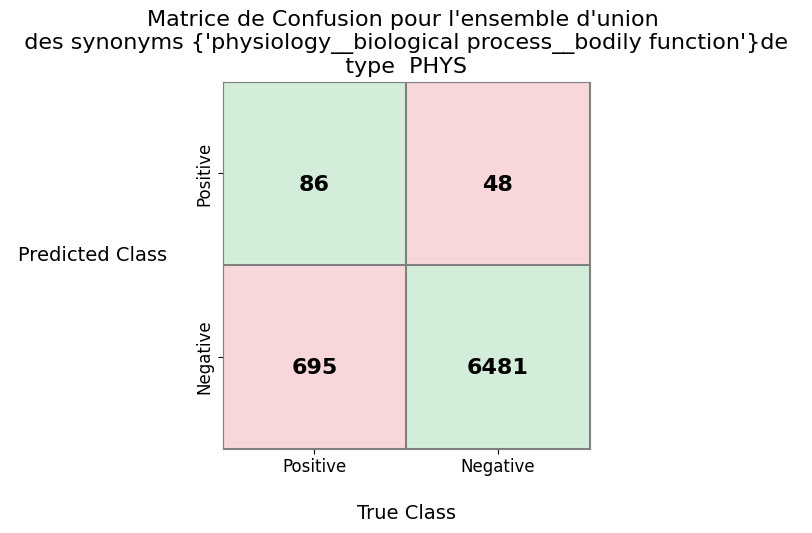 Matrice de Confusion pour l'ensemble d'union
des synonyms {'physiology__biological process__bodily function'}de
type  PHYS
Positive
86
48
Predicted Class
Negative
695
6481
Positive
Negative
True Class